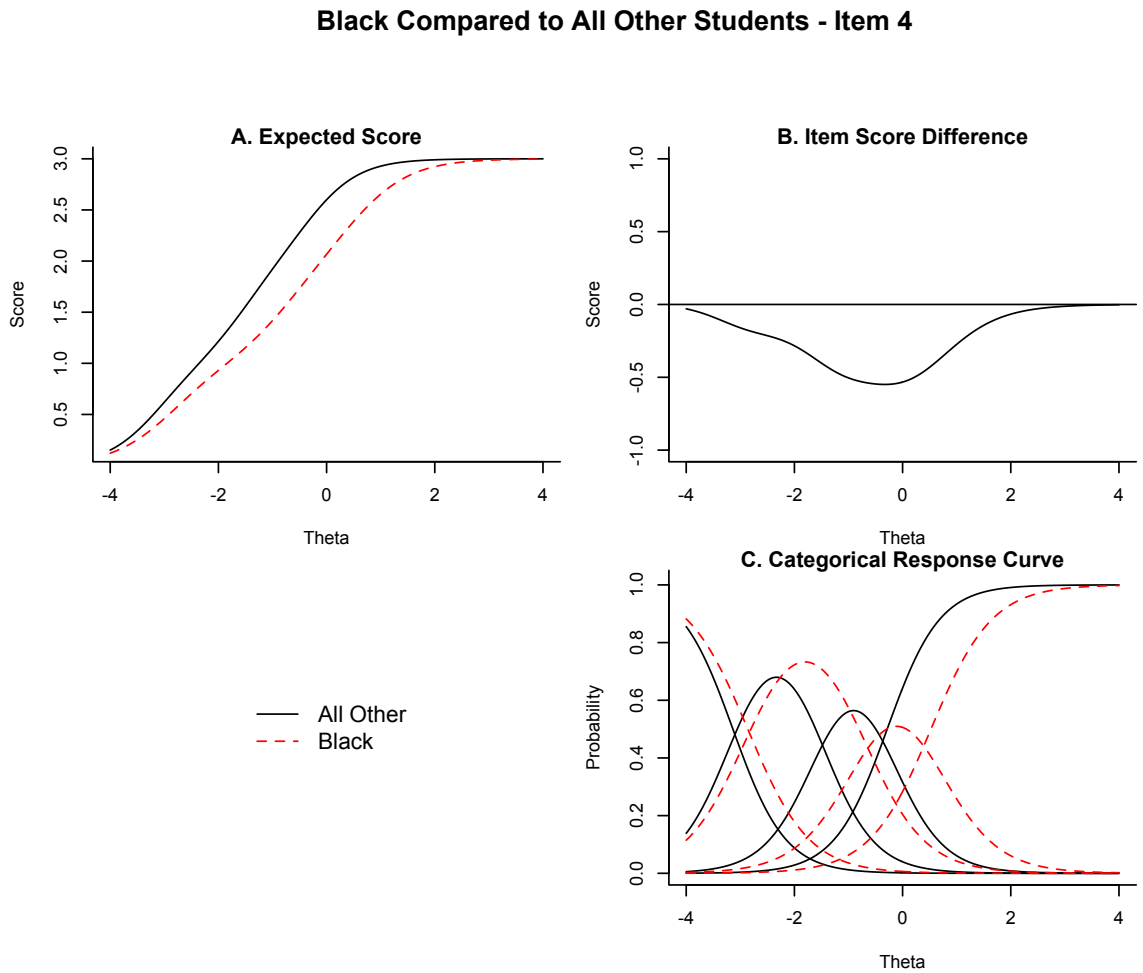 Black Compared to All Other Students - Item 4
A. Expected Score
3.0
2.5
2.0
1.5
1.0
0.5
Score
-4 -2 0 2 4
Theta
B. Item Score Difference
1.0
0.5
0.0
-0.5
-1.0
Score
-4 -2 0 2 4
Theta
All Other
Black
C. Categorical Response Curve
1.0
0.8
0.6
0.4
0.2
0.0
Probability
-4 -2 0 2 4
Theta